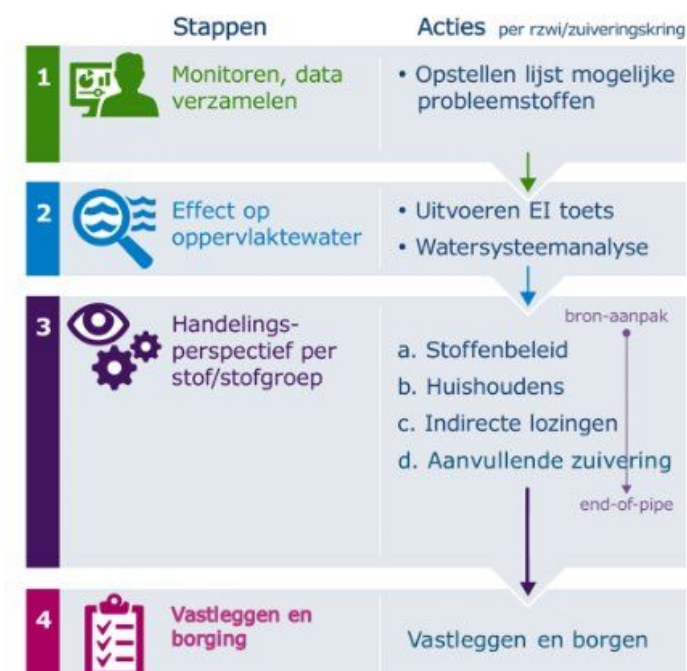 Stappen
Acties per rzwi/zuiveringskring
1
Monitoren, data
verzamelen
• Opstellen lijst mogelijke
probleemstoffen
2
Effect op
oppervlaktewater
• Uitvoeren EI toets
• Watersysteemanalyse
3
Handelings-
perspectief per
stof/stofgroep
bron-aanpak
a. Stoffenbeleid
b. Huishoudens
c. Indirecte lozingen
d. Aanvullende zuivering
end-of-pipe
4
Vastleggen en
borging
Vastleggen en borgen